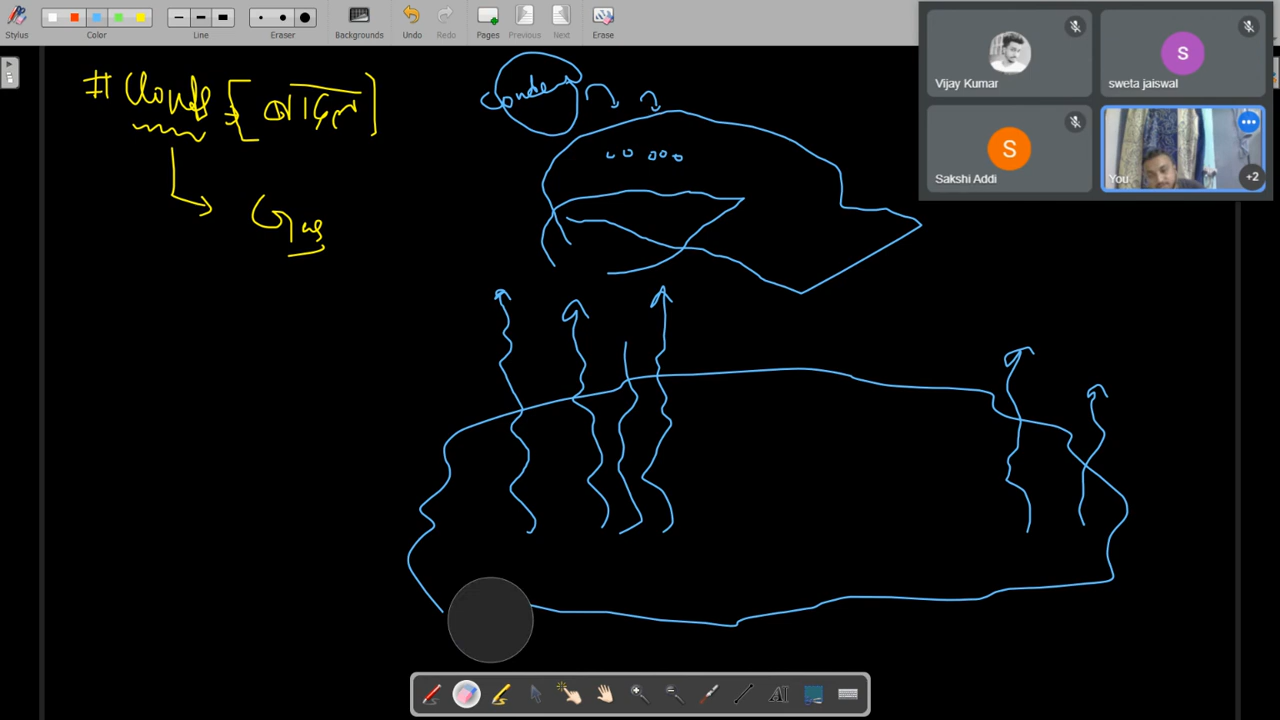 Stylus
Color
Line
Eraser
Backgrounds
Undo
Redo
Pages
Previous
Next
Erase
Vijay Kumar
S
sweta jaiswal
S
Sakshi Addi
You
+2
# Clouds
Gas